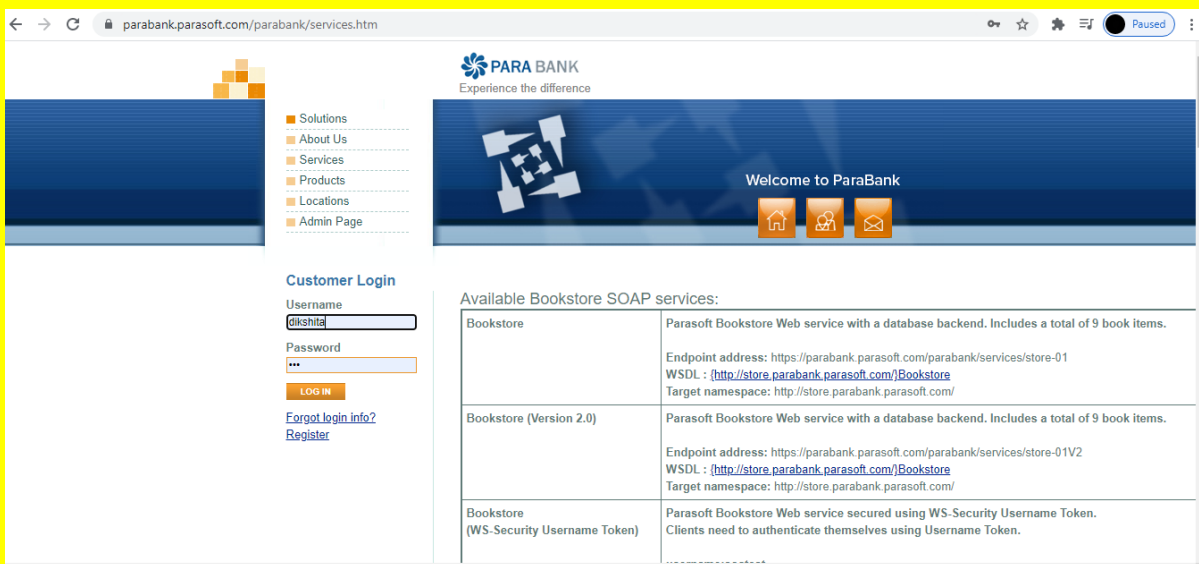 parabank.parasoft.com/parabank/services.htm
Paused
PARA BANK
Experience the difference
Solutions
About Us
Services
Products
Locations
Admin Page
Welcome to ParaBank
Customer Login
Username
dikshita
Password
•••
LOG IN
Forgot login info?
Register
Available Bookstore SOAP services:
Bookstore
Parasoft Bookstore Web service with a database backend. Includes a total of 9 book items.
Endpoint address: https://parabank.parasoft.com/parabank/services/store-01
WSDL : {http://store.parabank.parasoft.com/}Bookstore
Target namespace: http://store.parabank.parasoft.com/
Bookstore (Version 2.0)
Parasoft Bookstore Web service with a database backend. Includes a total of 9 book items.
Endpoint address: https://parabank.parasoft.com/parabank/services/store-01V2
WSDL : {http://store.parabank.parasoft.com/}Bookstore
Target namespace: http://store.parabank.parasoft.com/
Bookstore
(WS-Security Username Token)
Parasoft Bookstore Web service secured using WS-Security Username Token.
Clients need to authenticate themselves using Username Token.